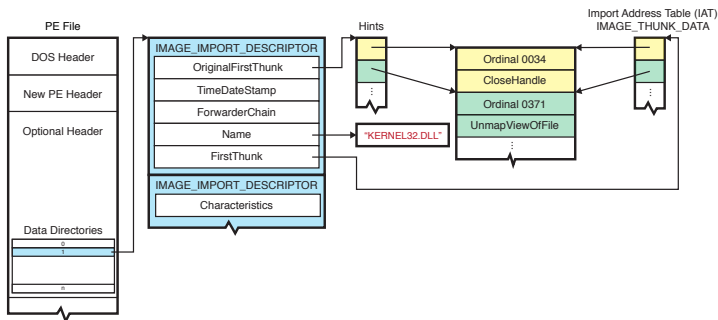 PE File
DOS Header
New PE Header
Optional Header
Data Directories
0
1
n
IMAGE_IMPORT_DESCRIPTOR
OriginalFirstThunk
TimeDateStamp
ForwarderChain
Name
FirstThunk
IMAGE_IMPORT_DESCRIPTOR
Characteristics
Hints
"KERNEL32.DLL"
Ordinal 0034
CloseHandle
Ordinal 0371
UnmapViewOfFile
Import Address Table (IAT)
IMAGE_THUNK_DATA